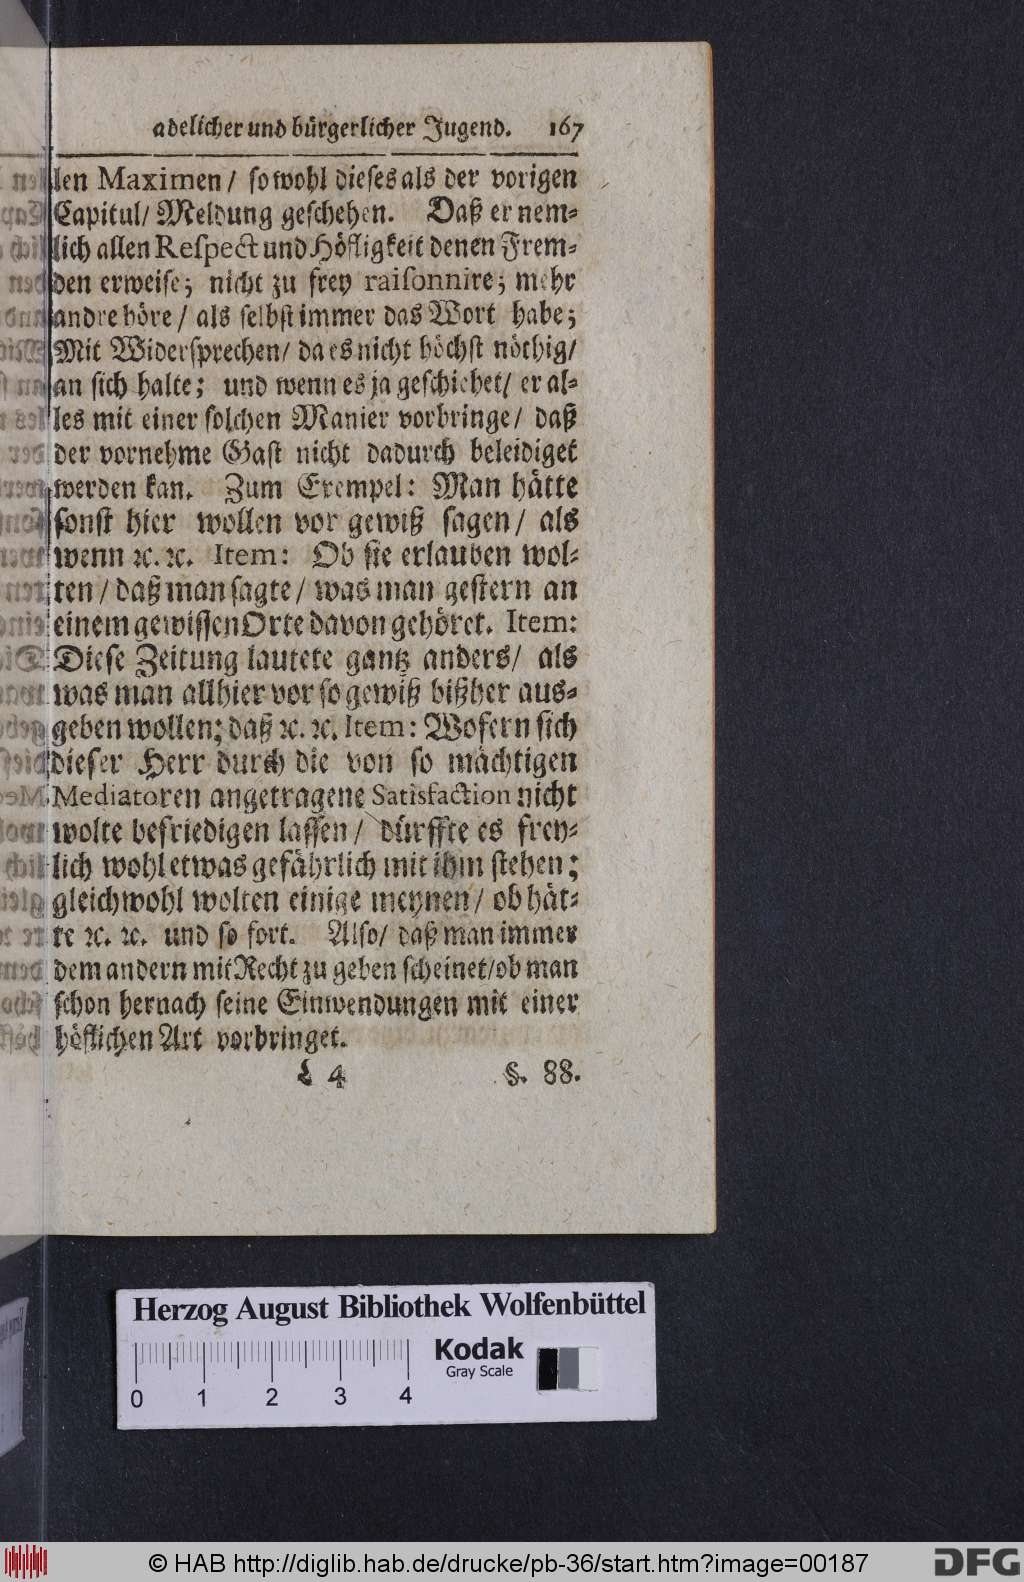 adelicher und bürgerlicher Jugend. 167
len Maximen/ so wohl dieses als der vorigen
Capitul/ Meldung geschehen. Daß er nem-
lich allen Respect und Höfligkeit denen Frem-
den erweise; nicht zu frey raisonnire; mehr
andre höre/ als selbst immer das Wort habe;
Mit Widersprechen/ da es nicht höchst nöthig/
an sich halte; und wenn es ja geschiehet/ er al-
les mit einer solchen Manier vorbringe/ daß
der vornehme Gast nicht dadurch beleidiget
werden kan. Zum Exempel: Man hätte
sonst hier wollen vor gewiß sagen/ als
wenn ꝛc. ꝛc. Item: Ob sie erlauben wol-
ten/ daß man sagte/ was man gestern an
einem gewissen Orte davon gehöret. Item:
Diese Zeitung lautete gantz anders/ als
was man allhier vor so gewiß bißher aus-
geben wollen; daß ꝛc. ꝛc. Item: Wofern sich
dieser Herr durch die von so mächtigen
Mediatoren angetragene Satisfaction nicht
wolte befriedigen lassen/ dürffte es frey-
lich wohl etwas gefährlich mit ihm stehen;
gleichwohl wolten einige meynen/ ob hät-
te ꝛc. ꝛc. und so fort. Also/ daß man immer
dem andern mit Recht zu geben scheinet/ ob man
schon hernach seine Einwendungen mit einer
höflichen Art vorbringet.
L 4 §. 88.
Herzog August Bibliothek Wolfenbüttel
Kodak
Gray Scale
0 1 2 3 4
© HAB http://diglib.hab.de/drucke/pb-36/start.htm?image=00187
DFG